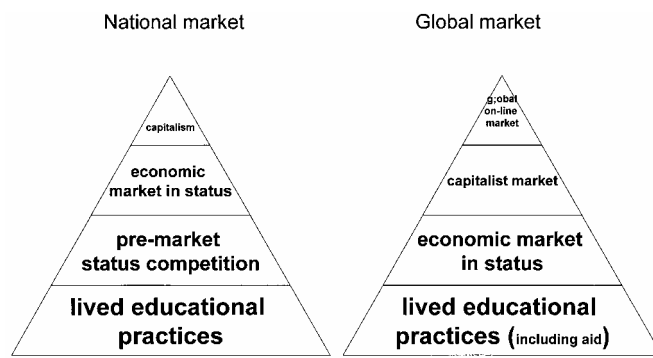 National market
capitalism
economic
market in status
pre-market
status competition
lived educational
practices
Global market
g;obal
on-line
market
capitalist market
economic market
in status
lived educational
practices (including aid)